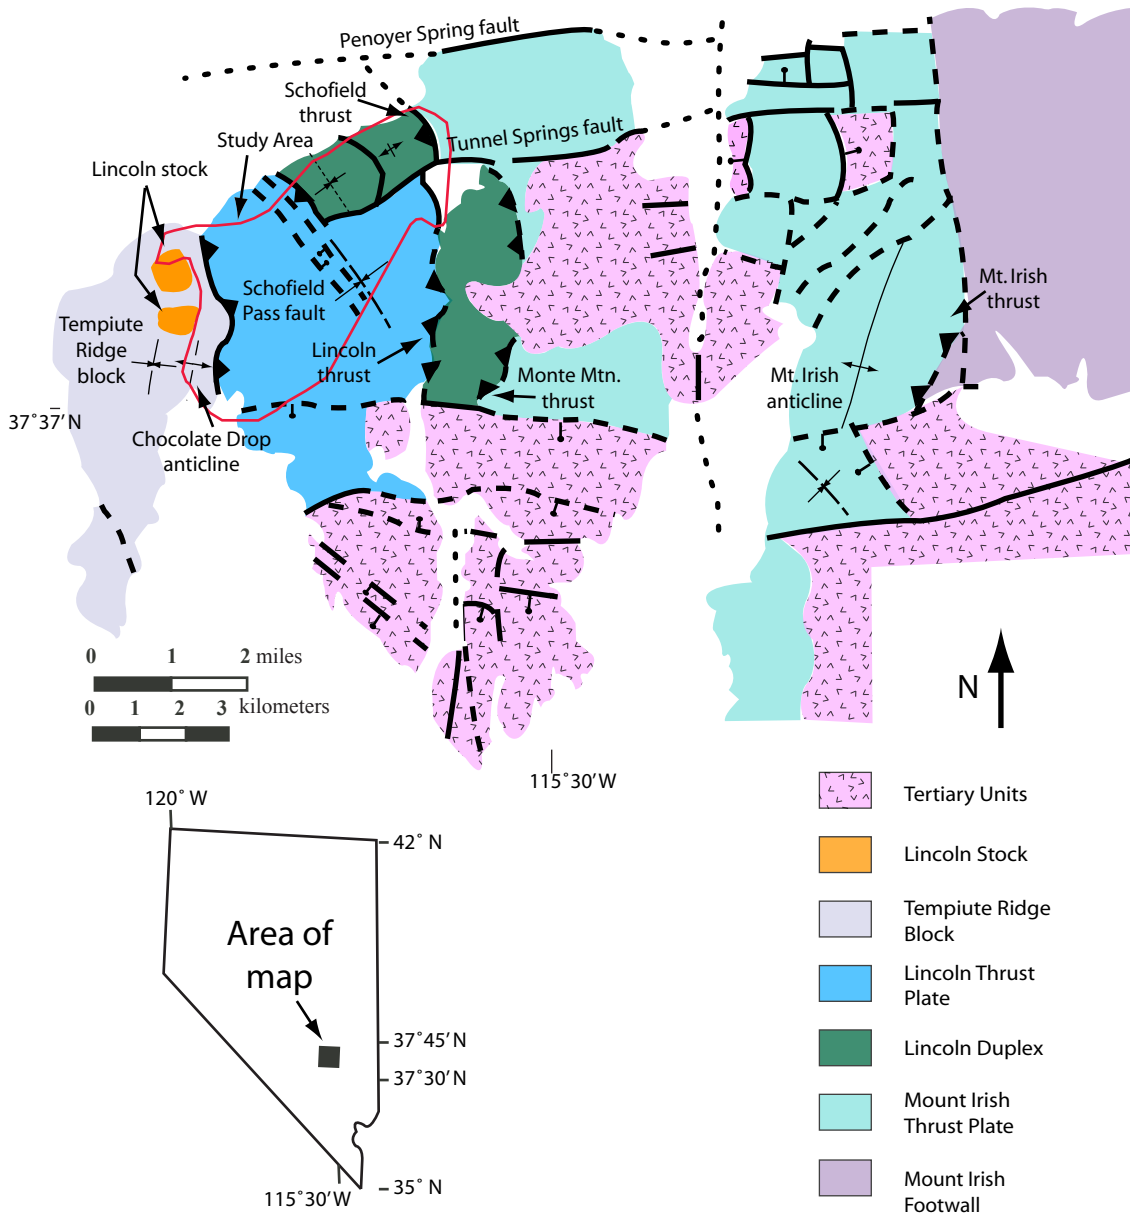 Penoyer Spring fault
Schofield
thrust
Study Area
Tunnel Springs fault
Lincoln stock
Schofield
Pass fault
Mt. Irish
thrust
Tempiute
Ridge
block
Lincoln
thrust
Monte Mtn.
thrust
Mt. Irish
anticline
37°37' N
Chocolate Drop
anticline
0 1 2 miles
0 1 2 3 kilometers
N
115°30' W
120° W
42° N
Area of
map
37°45' N
37°30' N
115°30' W
35° N
Tertiary Units
Lincoln Stock
Tempiute Ridge
Block
Lincoln Thrust
Plate
Lincoln Duplex
Mount Irish
Thrust Plate
Mount Irish
Footwall